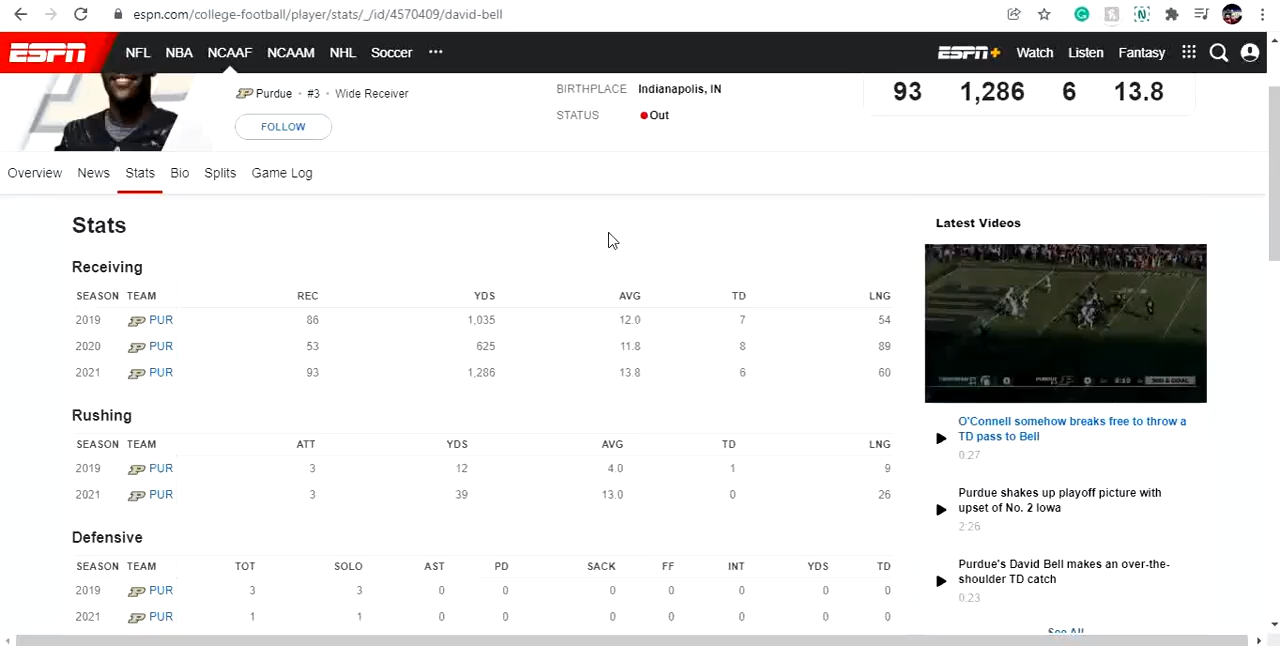 espn.com/college-football/player/stats/_/id/4570409/david-bell
ESPN NFL NBA NCAAF NCAAM NHL Soccer ••• ESPN+ Watch Listen Fantasy
Purdue • #3 • Wide Receiver
FOLLOW
BIRTHPLACE Indianapolis, IN
STATUS Out
93 1,286 6 13.8
Overview News Stats Bio Splits Game Log
Stats
Receiving
SEASON TEAM REC YDS AVG TD LNG
2019 PUR 86 1,035 12.0 7 54
2020 PUR 53 625 11.8 8 89
2021 PUR 93 1,286 13.8 6 60
Rushing
SEASON TEAM ATT YDS AVG TD LNG
2019 PUR 3 12 4.0 1 9
2021 PUR 3 39 13.0 0 26
Defensive
SEASON TEAM TOT SOLO AST PD SACK FF INT YDS TD
2019 PUR 3 3 0 0 0 0 0 0 0
2021 PUR 1 1 0 0 0 0 0 0 0
Latest Videos
O'Connell somehow breaks free to throw a
TD pass to Bell
0:27
Purdue shakes up playoff picture with
upset of No. 2 Iowa
2:26
Purdue's David Bell makes an over-the-
shoulder TD catch
0:23
See All